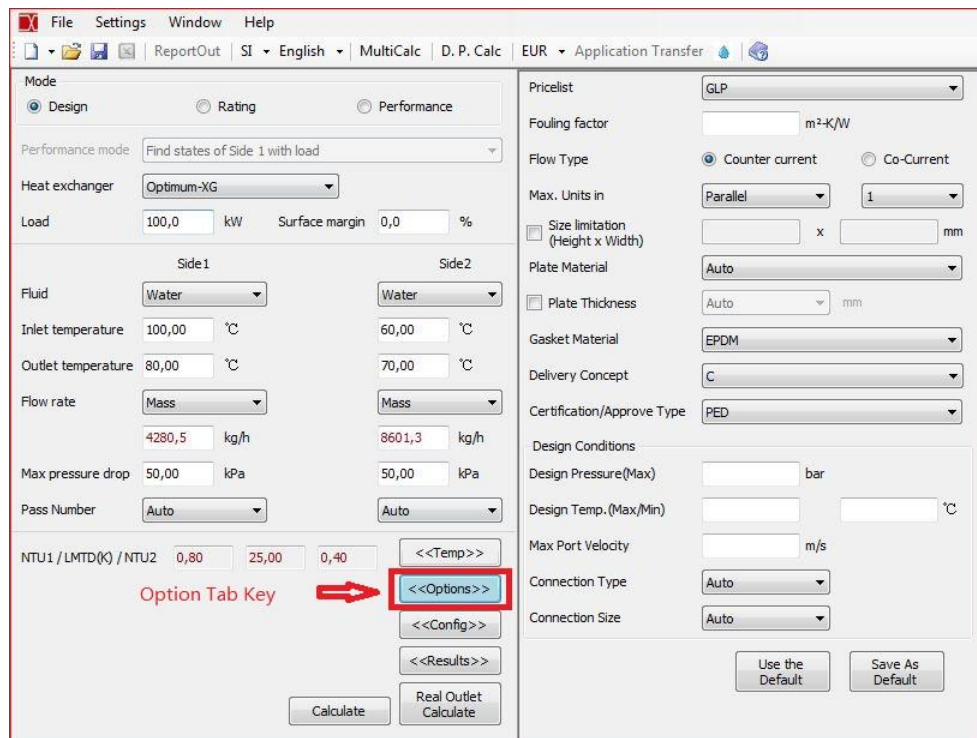 File Settings Window Help
ReportOut SI English MultiCalc D. P. Calc EUR Application Transfer
Mode
Design Rating Performance
Performance mode Find states of Side 1 with load
Heat exchanger Optimum-XG
Load 100,0 kW Surface margin 0,0 %
Side1 Side2
Fluid Water Water
Inlet temperature 100,00 ℃ 60,00 ℃
Outlet temperature 80,00 ℃ 70,00 ℃
Flow rate Mass Mass
4280,5 kg/h 8601,3 kg/h
Max pressure drop 50,00 kPa 50,00 kPa
Pass Number Auto Auto
NTU1 / LMTD(K) / NTU2 0,80 25,00 0,40 <<Temp>>
Option Tab Key <<Options>>
<<Config>>
<<Results>>
Calculate Real Outlet
Calculate
Pricelist GLP
Fouling factor m²-K/W
Flow Type Counter current Co-Current
Max. Units in Parallel 1
Size limitation
(Height x Width) x mm
Plate Material Auto
Plate Thickness Auto mm
Gasket Material EPDM
Delivery Concept C
Certification/Approve Type PED
Design Conditions
Design Pressure(Max) bar
Design Temp.(Max/Min) ℃
Max Port Velocity m/s
Connection Type Auto
Connection Size Auto
Use the
Default
Save As
Default